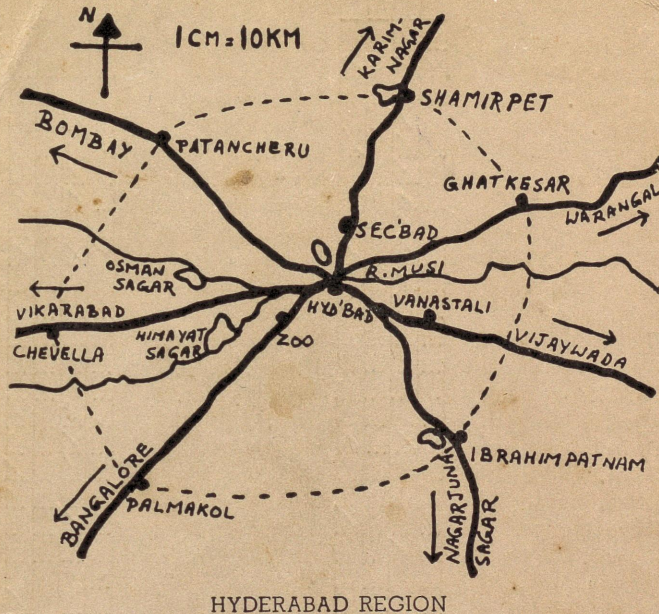 N
1CM=10KM
KARIM-
NAGAR
SHAMIRPET
BOMBAY
PATANCHERU
GHATKESAR
WARANGAL
SEC'BAD
OSMAN
SAGAR
R.MUSI
VIKARABAD
HYD'BAD
VANASTALI
CHEVELLA
HIMAYAT
SAGAR
ZOO
VIJAYWADA
BANGALORE
PALMAKOL
IBRAHIMPATNAM
NAGARJUNA
SAGAR
HYDERABAD REGION